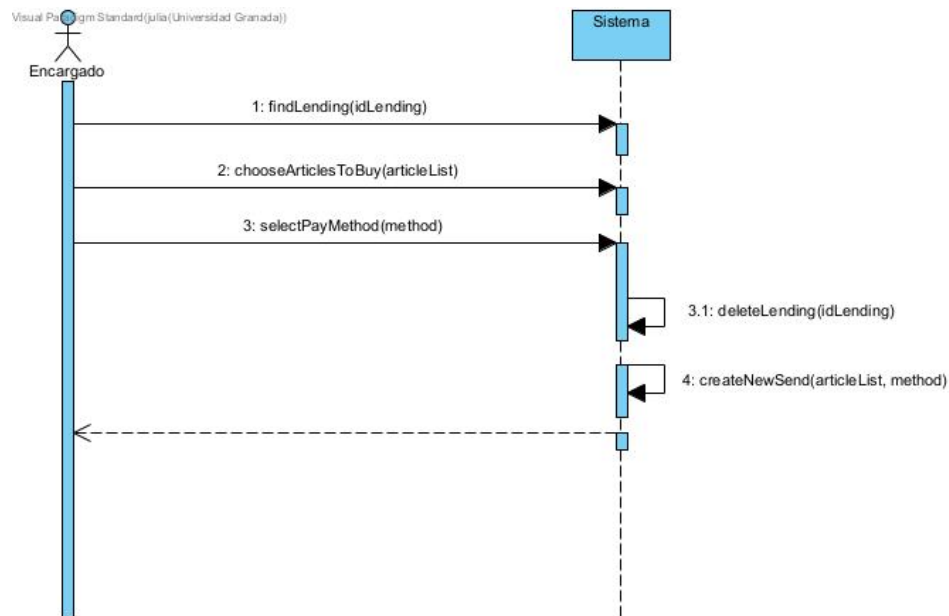 Visual Paradigm Standard(julia(Universidad Granada))
Sistema
Encargado
1: findLending(idLending)
2: chooseArticlesToBuy(articleList)
3: selectPayMethod(method)
3.1: deleteLending(idLending)
4: createNewSend(articleList, method)